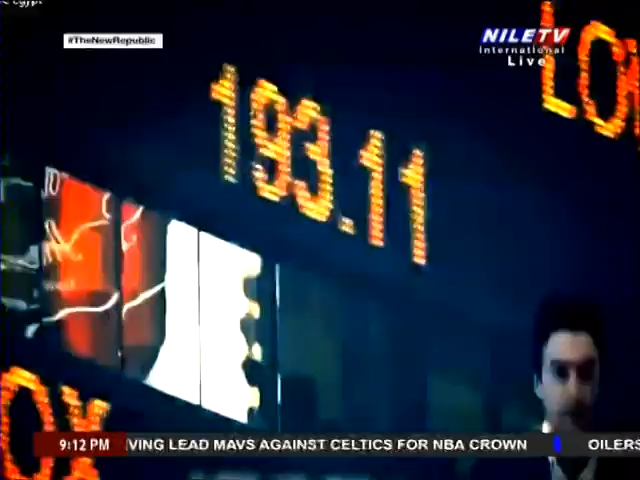 #TheNewRepublic
NILE TV
International
Live
193.11
9:12 PM VING LEAD MAVS AGAINST CELTICS FOR NBA CROWN OILERS